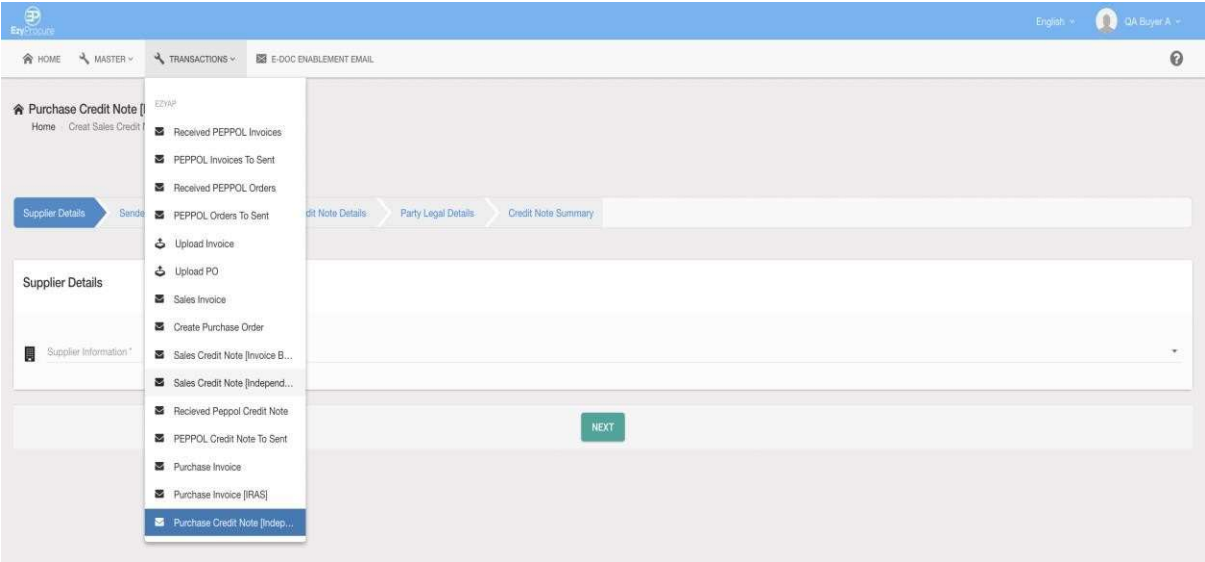 EzyProcure
English
QA Buyer A
HOME MASTER TRANSACTIONS E-DOC ENABLEMENT EMAIL
Purchase Credit Note [I
Home Creat Sales Credit
EZYAP
Received PEPPOL Invoices
PEPPOL Invoices To Sent
Received PEPPOL Orders
PEPPOL Orders To Sent
Upload Invoice
Upload PO
Sales Invoice
Create Purchase Order
Sales Credit Note [Invoice B...
Sales Credit Note [Independ...
Recieved Peppol Credit Note
PEPPOL Credit Note To Sent
Purchase Invoice
Purchase Invoice [IRAS]
Purchase Credit Note [Indep...
Supplier Details Sende dit Note Details Party Legal Details Credit Note Summary
Supplier Details
Supplier Information *
NEXT